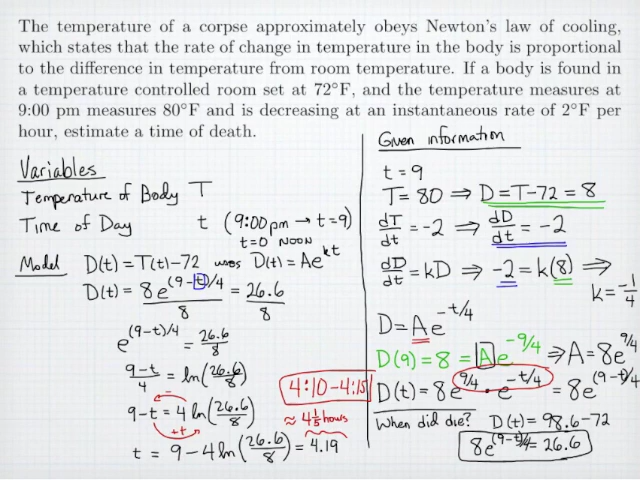 The temperature of a corpse approximately obeys Newton's law of cooling,
which states that the rate of change in temperature in the body is proportional
to the difference in temperature from room temperature. If a body is found in
a temperature controlled room set at 72°F, and the temperature measures at
9:00 pm measures 80°F and is decreasing at an instantaneous rate of 2°F per
hour, estimate a time of death.
Variables
Temperature of Body T
Time of Day t (9:00pm → t=9)
t=0 NOON
Model D(t) = T(t)-72 uses D(t) = Ae^kt
D(t) = 8e^(9-t)/4 / 8 = 26.6 / 8
e^(9-t)/4 = 26.6/8
9-t/4 = ln(26.6/8)
9-t = 4 ln(26.6/8)
+t
t = 9-4 ln(26.6/8) = 4.19
4:10-4:15
≈ 4 1/5 hours
Given information
t=9
T=80 ⇒ D=T-72=8
dT/dt = -2 ⇒ dD/dt = -2
dD/dt = kD ⇒ -2 = k(8) ⇒
k = -1/4
D = Ae^-t/4
D(9) = 8 = Ae^-9/4 ⇒ A = 8e^9/4
D(t) = 8e^9/4 • e^-t/4 = 8e^(9-t)/4
When did die? D(t) = 98.6-72
8e^(9-t)/4 = 26.6